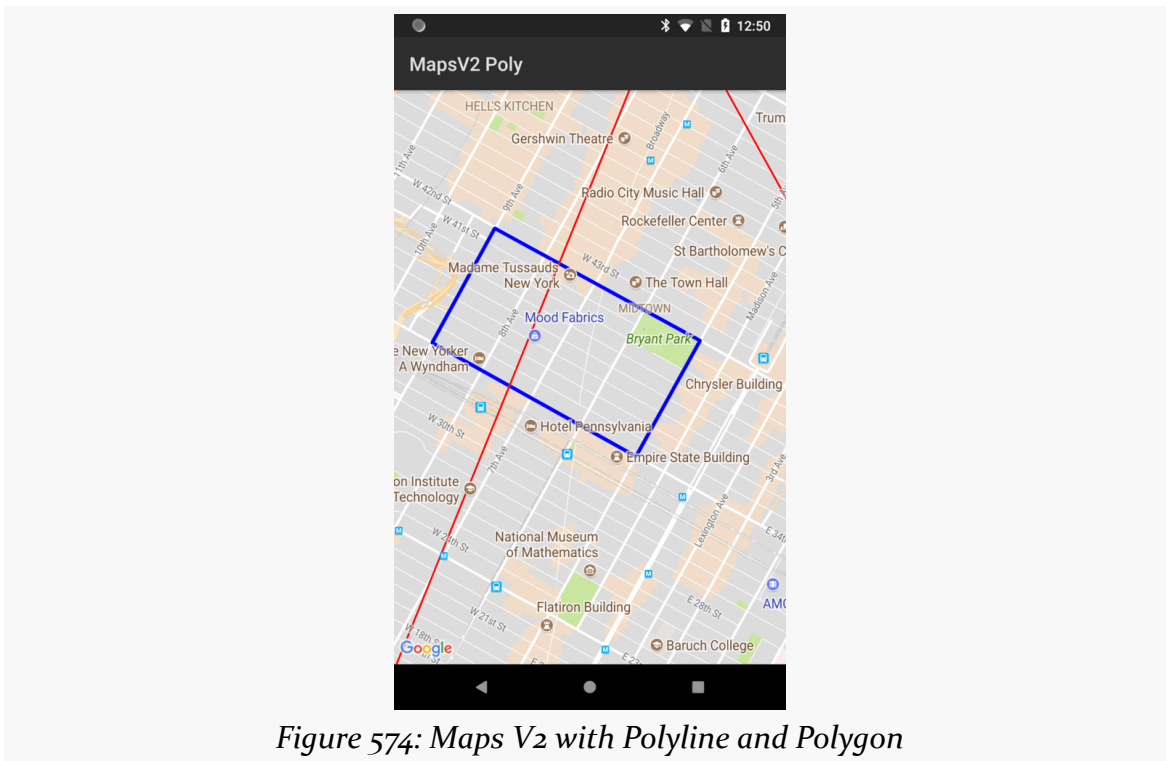 12:50
MapsV2 Poly
HELL'S KITCHEN
Trum
Gershwin Theatre
Broadway
M
11th Ave
6th Ave
M
W 42nd St
9th Ave
Radio City Music Hall
5th A
Rockefeller Center
10th Ave
W 41st St
St Bartholomew's C
W 43rd St
Madame Tussauds
New York
The Town Hall
Madison Ave
MIDTOWN
Mood Fabrics
8th Ave
Bryant Park
e New Yorker
A Wyndham
Chrysler Building
W 30th St
Hotel Pennsylvania
7th Ave
Empire State Building
3rd Ave
on Institute
Technology
M
Lexington Ave
M
W 24th St
M
National Museum
of Mathematics
E 34th
M
AMC
Flatiron Building
E 28th St
W 21st St
W 18th St
Google
M
Baruch College
E 23
Figure 574: Maps V2 with Polyline and Polygon